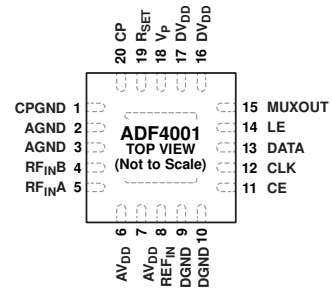 20 CP
19 RSET
18 VP
17 DVDD
16 DVDD
CPGND 1
AGND 2
AGND 3
RFINB 4
RFINA 5
ADF4001
TOP VIEW
(Not to Scale)
15 MUXOUT
14 LE
13 DATA
12 CLK
11 CE
6 AVDD
7 AVDD
8 REFIN
9 DGND
10 DGND